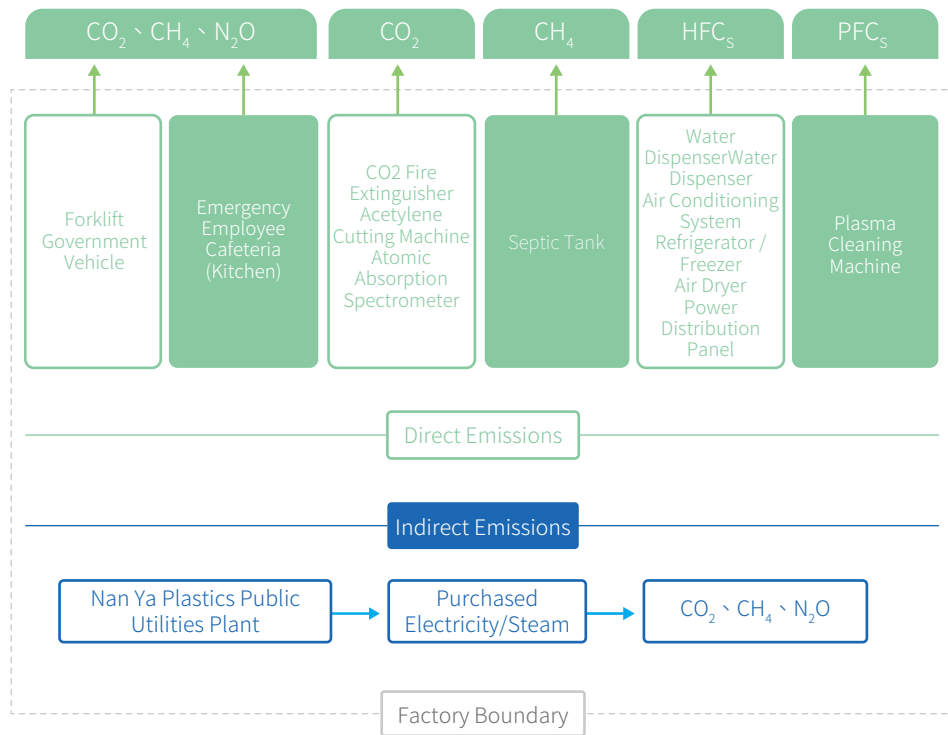 CO₂、CH₄、N₂O
CO₂
CH₄
HFCₛ
PFCₛ
Forklift
Government
Vehicle
Emergency
Employee
Cafeteria
(Kitchen)
CO2 Fire
Extinguisher
Acetylene
Cutting Machine
Atomic
Absorption
Spectrometer
Septic Tank
Water
DispenserWater
Dispenser
Air Conditioning
System
Refrigerator /
Freezer
Air Dryer
Power
Distribution
Panel
Plasma
Cleaning
Machine
Direct Emissions
Indirect Emissions
Nan Ya Plastics Public
Utilities Plant
Purchased
Electricity/Steam
CO₂、CH₄、N₂O
Factory Boundary